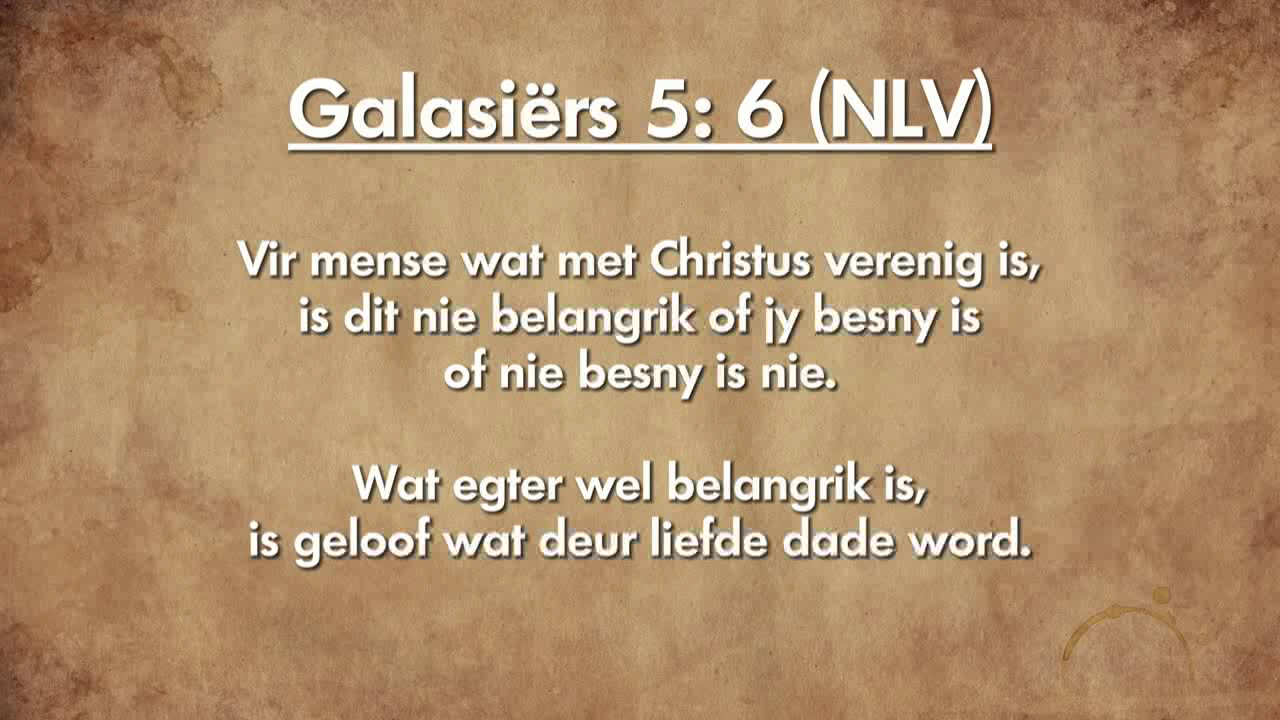 Galasiërs 5: 6 (NLV)
Vir mense wat met Christus verenig is,
is dit nie belangrik of jy besny is
of nie besny is nie.
Wat egter wel belangrik is,
is geloof wat deur liefde dade word.